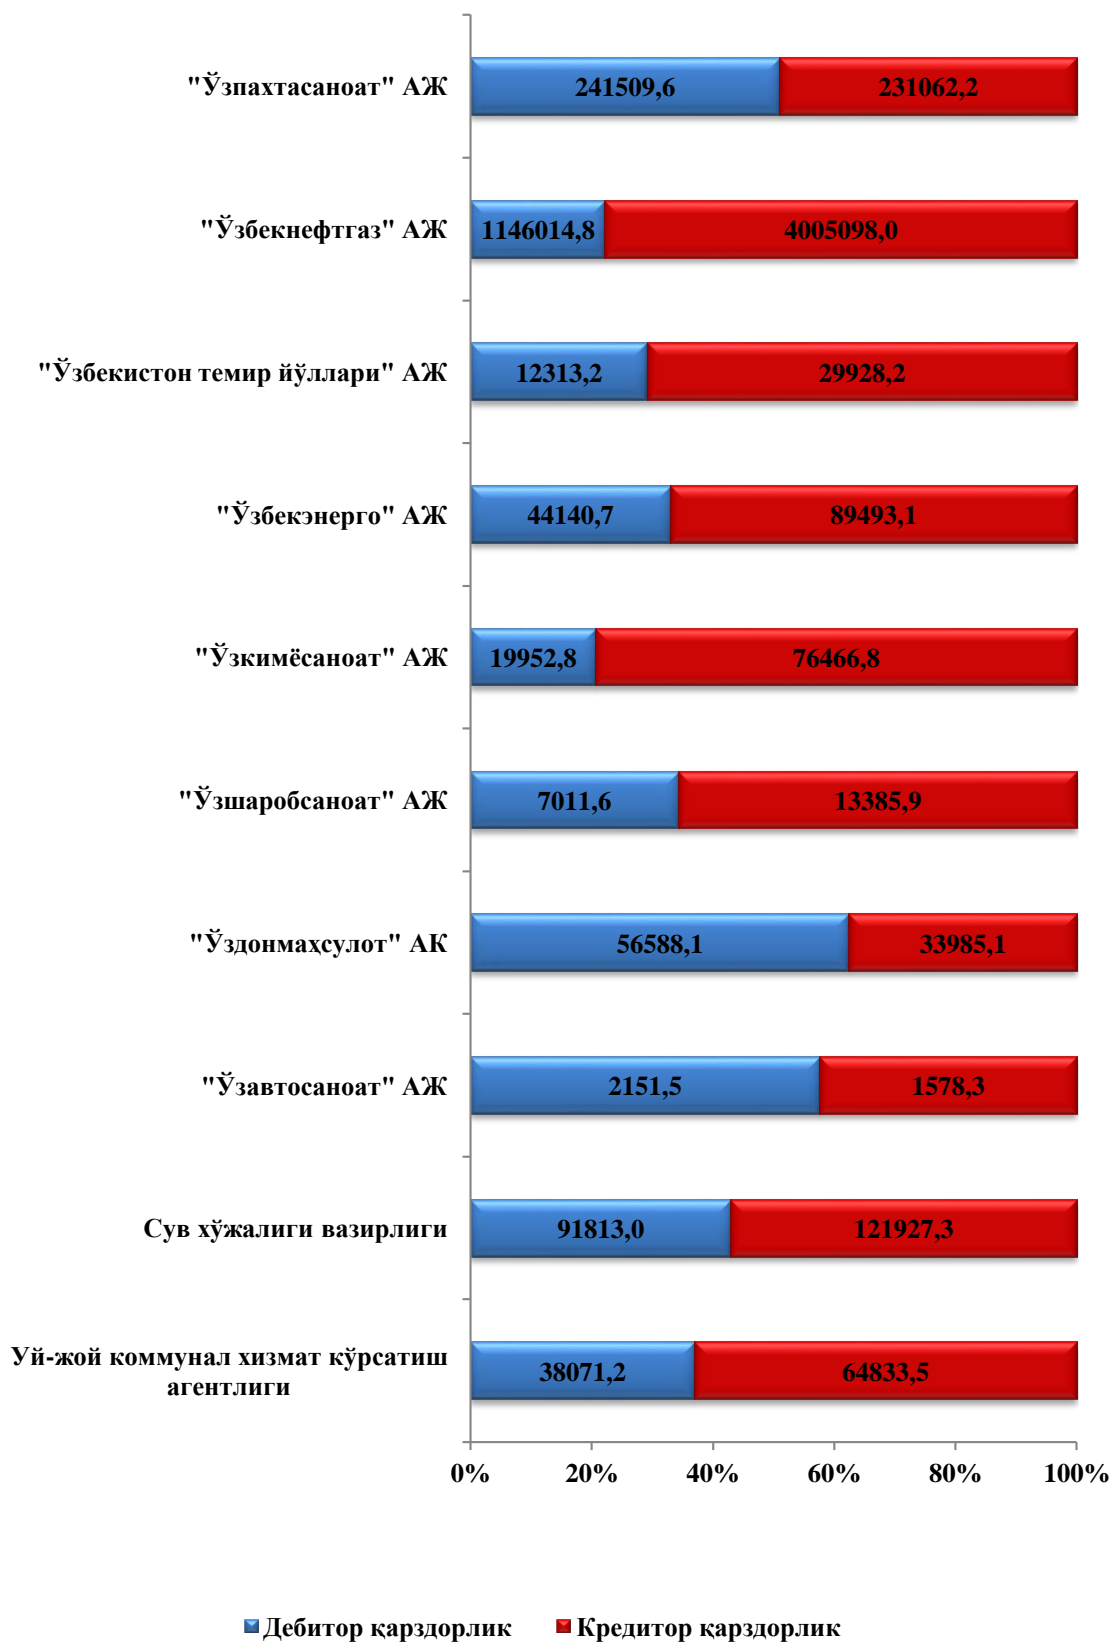 "Ўзпахтасаноат" АЖ
241509,6
231062,2
"Ўзбекнефтгаз" АЖ
1146014,8
4005098,0
"Ўзбекистон темир йўллари" АЖ
12313,2
29928,2
"Ўзбекэнерго" АЖ
44140,7
89493,1
"Ўзкимёсаноат" АЖ
19952,8
76466,8
"Ўзшаробсаноат" АЖ
7011,6
13385,9
"Ўздонмаҳсулот" АК
56588,1
33985,1
"Ўзавтосаноат" АЖ
2151,5
1578,3
Сув хўжалиги вазирлиги
91813,0
121927,3
Уй-жой коммунал хизмат кўрсатиш
агентлиги
38071,2
64833,5
0% 20% 40% 60% 80% 100%
Дебитор қарздорлик Кредитор қарздорлик